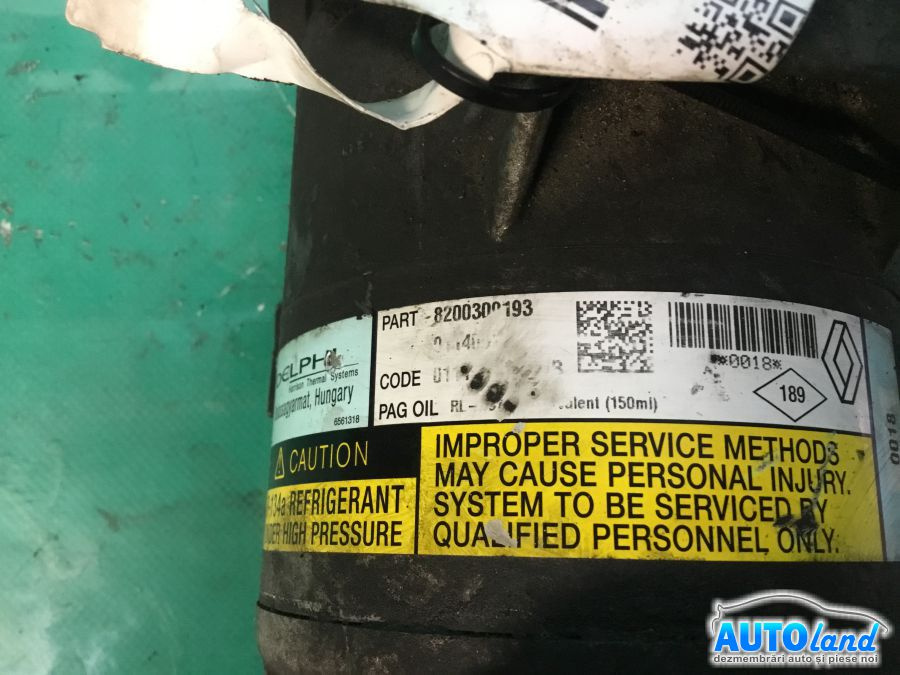 PART 8200300193
DELPHI
Harrison Thermal Systems
Hungary
6561318
CODE
PAG OIL
(150ml)
*0018*
189
0018
CAUTION
REFRIGERANT
HIGH PRESSURE
IMPROPER SERVICE METHODS
MAY CAUSE PERSONAL INJURY.
SYSTEM TO BE SERVICED BY
QUALIFIED PERSONNEL ONLY.
AUTOland
dezmembrări auto și piese noi